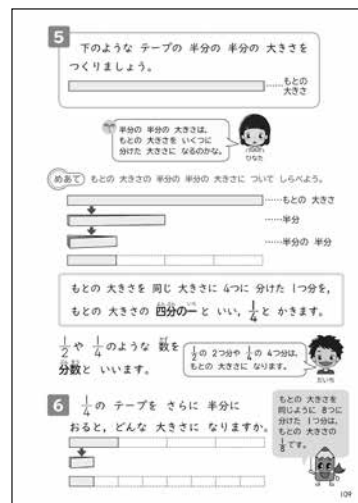 5
下のような テープの 半分の 半分の 大きさを
つくりましょう。
もとの
大きさ
半分の 半分の 大きさは、
もとの 大きさを いくつに
分けた 大きさに なるのかな。
ひなた
めあて もとの 大きさの 半分の 半分の 大きさに ついて しらべよう。
もとの 大きさ
半分
半分の 半分
もとの 大きさを 同じ 大きさに 4つに 分けた 1つ分を、
もとの 大きさの 四分の一と いい、1/4と かきます。
1/2や 1/4のような 数を
分数と いいます。
1/2の 2つ分や 1/4の 4つ分は、
もとの 大きさに なります。
だいち
6
1/4の テープを さらに 半分に
おると、どんな 大きさに なりますか。
もとの 大きさを
同じように 8つに
分けた 1つ分は、
もとの 大きさの
1/8です。
109